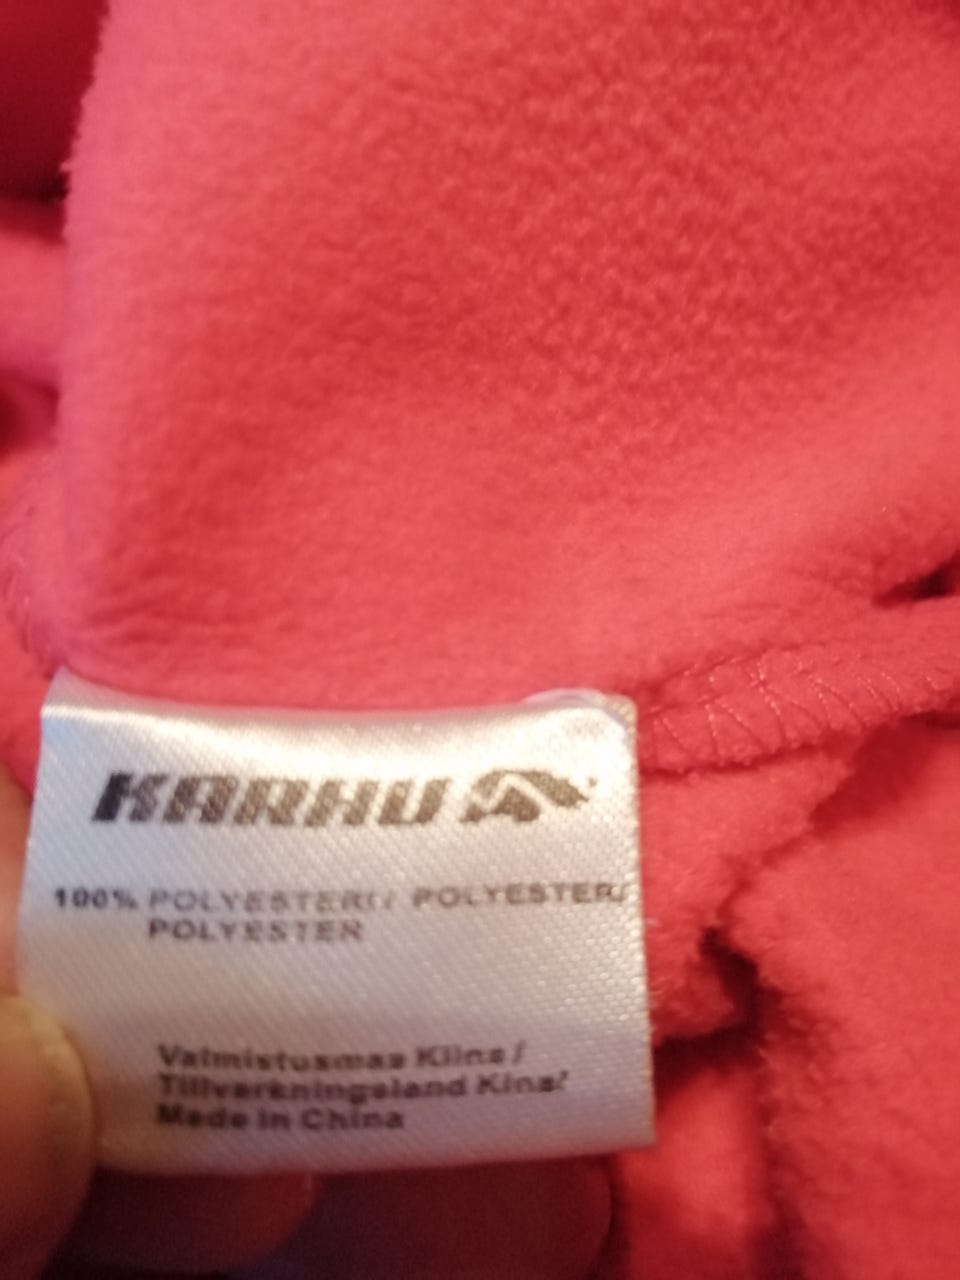 KARHU
100% POLYESTERI / POLYESTER/
POLYESTER
Valmistusmaa Kiina /
Tillverkningsland Kina/
Made in China